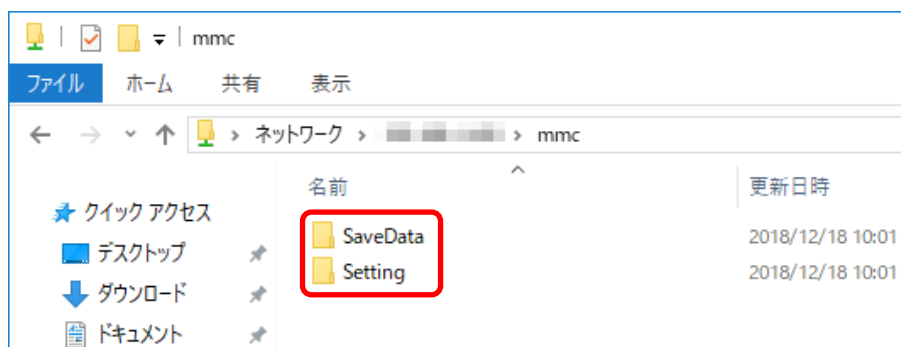 mmc
ファイル ホーム 共有 表示
ネットワーク > > mmc
名前 更新日時
クイック アクセス
SaveData 2018/12/18 10:01
デスクトップ
Setting 2018/12/18 10:01
ダウンロード
ドキュメント